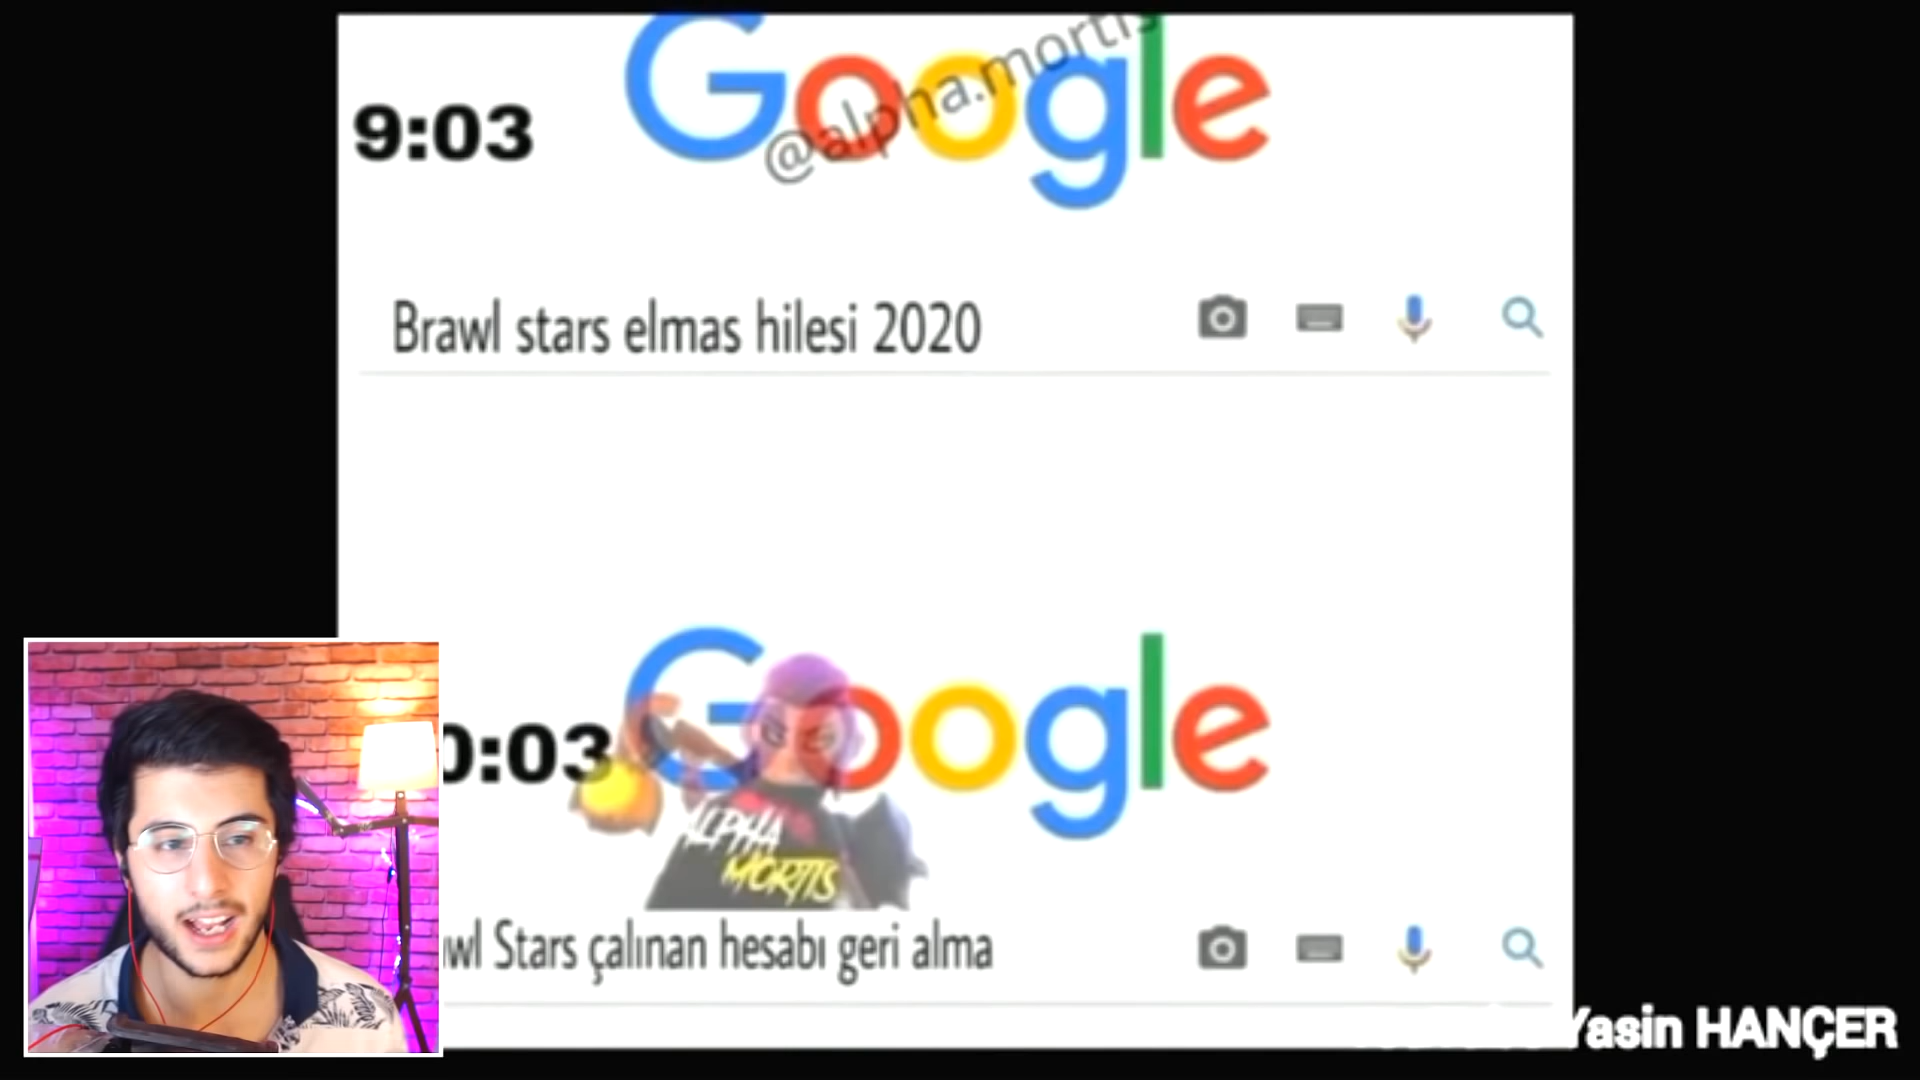 Google
@alpha.mortis
9:03
Brawl stars elmas hilesi 2020
Google
0:03
ALPHA
MORTIS
wl Stars çalınan hesabı geri alma
Yasin HANÇER